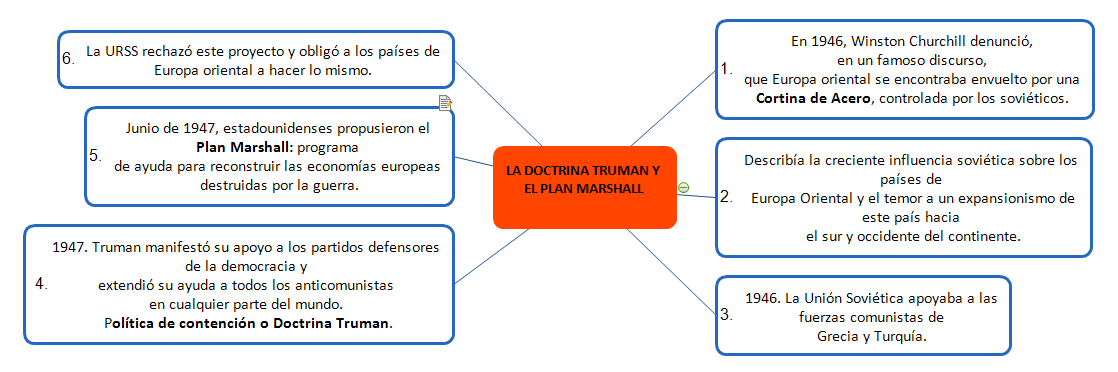 LA DOCTRINA TRUMAN Y
EL PLAN MARSHALL
1.
En 1946, Winston Churchill denunció,
en un famoso discurso,
que Europa oriental se encontraba envuelto por una
Cortina de Acero, controlada por los soviéticos.
2.
Describía la creciente influencia soviética sobre los
países de
Europa Oriental y el temor a un expansionismo de
este país hacia
el sur y occidente del continente.
3.
1946. La Unión Soviética apoyaba a las
fuerzas comunistas de
Grecia y Turquía.
4.
1947. Truman manifestó su apoyo a los partidos defensores
de la democracia y
extendió su ayuda a todos los anticomunistas
en cualquier parte del mundo.
Política de contención o Doctrina Truman.
5.
Junio de 1947, estadounidenses propusieron el
Plan Marshall: programa
de ayuda para reconstruir las economías europeas
destruidas por la guerra.
6.
La URSS rechazó este proyecto y obligó a los países de
Europa oriental a hacer lo mismo.